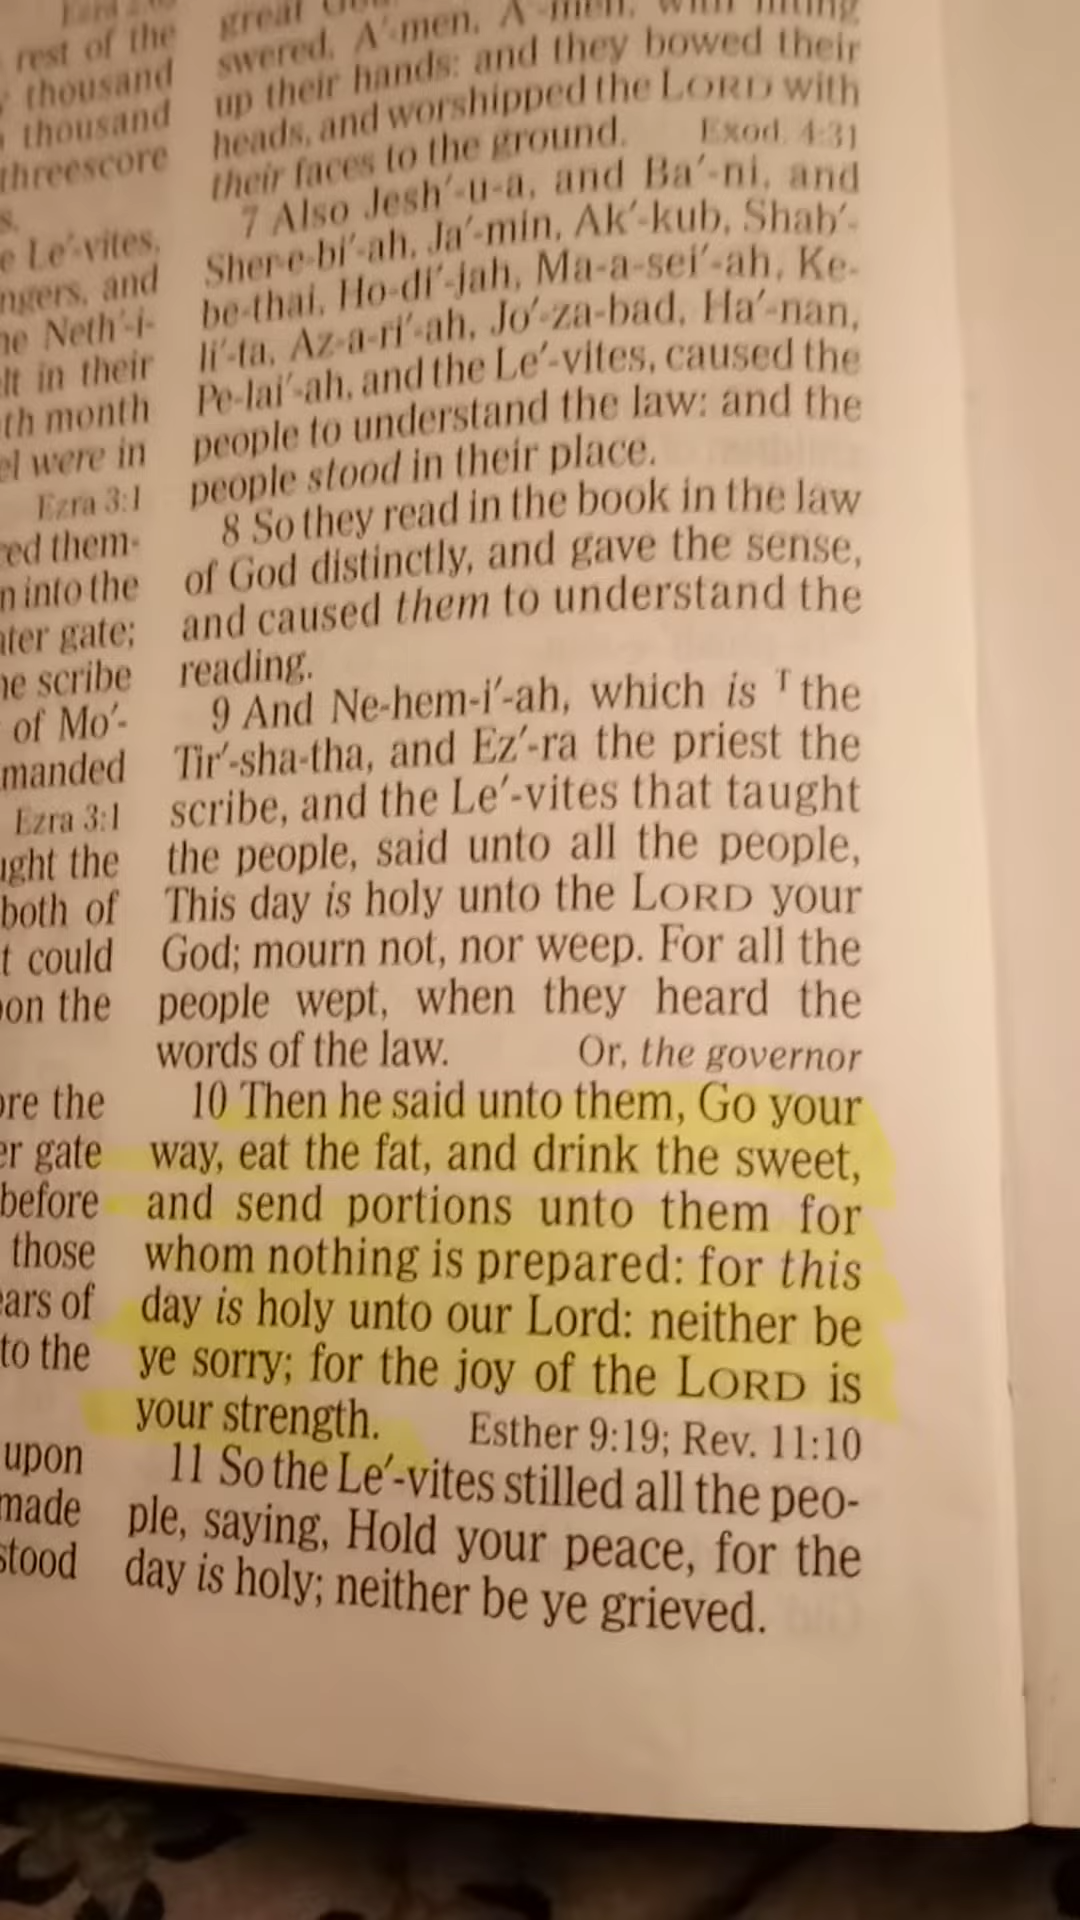 rest of the
thousand
thousand
threescore
s.
e Le′-vites,
ngers, and
ne Neth′-i-
lt in their
th month
el were in
Ezra 3:1
red them-
n into the
ater gate;
he scribe
of Mo′-
manded
Ezra 3:1
ught the
both of
t could
pon the
ore the
er gate
before
those
ears of
to the
upon
made
stood
great
swered, A′-men, A′-men, with lifting
up their hands: and they bowed their
heads, and worshipped the LORD with
their faces to the ground. Exod. 4:31
7 Also Jesh′-u-a, and Ba′-ni, and
Sher-e-bi′-ah, Ja′-min, Ak′-kub, Shab′-
be-thai, Ho-di′-jah, Ma-a-sei′-ah, Ke-
li′-ta, Az-a-ri′-ah, Jo′-za-bad, Ha′-nan,
Pe-lai′-ah, and the Le′-vites, caused the
people to understand the law: and the
people stood in their place.
8 So they read in the book in the law
of God distinctly, and gave the sense,
and caused them to understand the
reading.
9 And Ne-hem-i′-ah, which is ⸢the
Tir′-sha-tha, and Ez′-ra the priest the
scribe, and the Le′-vites that taught
the people, said unto all the people,
This day is holy unto the LORD your
God; mourn not, nor weep. For all the
people wept, when they heard the
words of the law. Or, the governor
10 Then he said unto them, Go your
way, eat the fat, and drink the sweet,
and send portions unto them for
whom nothing is prepared: for this
day is holy unto our Lord: neither be
ye sorry; for the joy of the LORD is
your strength. Esther 9:19; Rev. 11:10
11 So the Le′-vites stilled all the peo-
ple, saying, Hold your peace, for the
day is holy; neither be ye grieved.